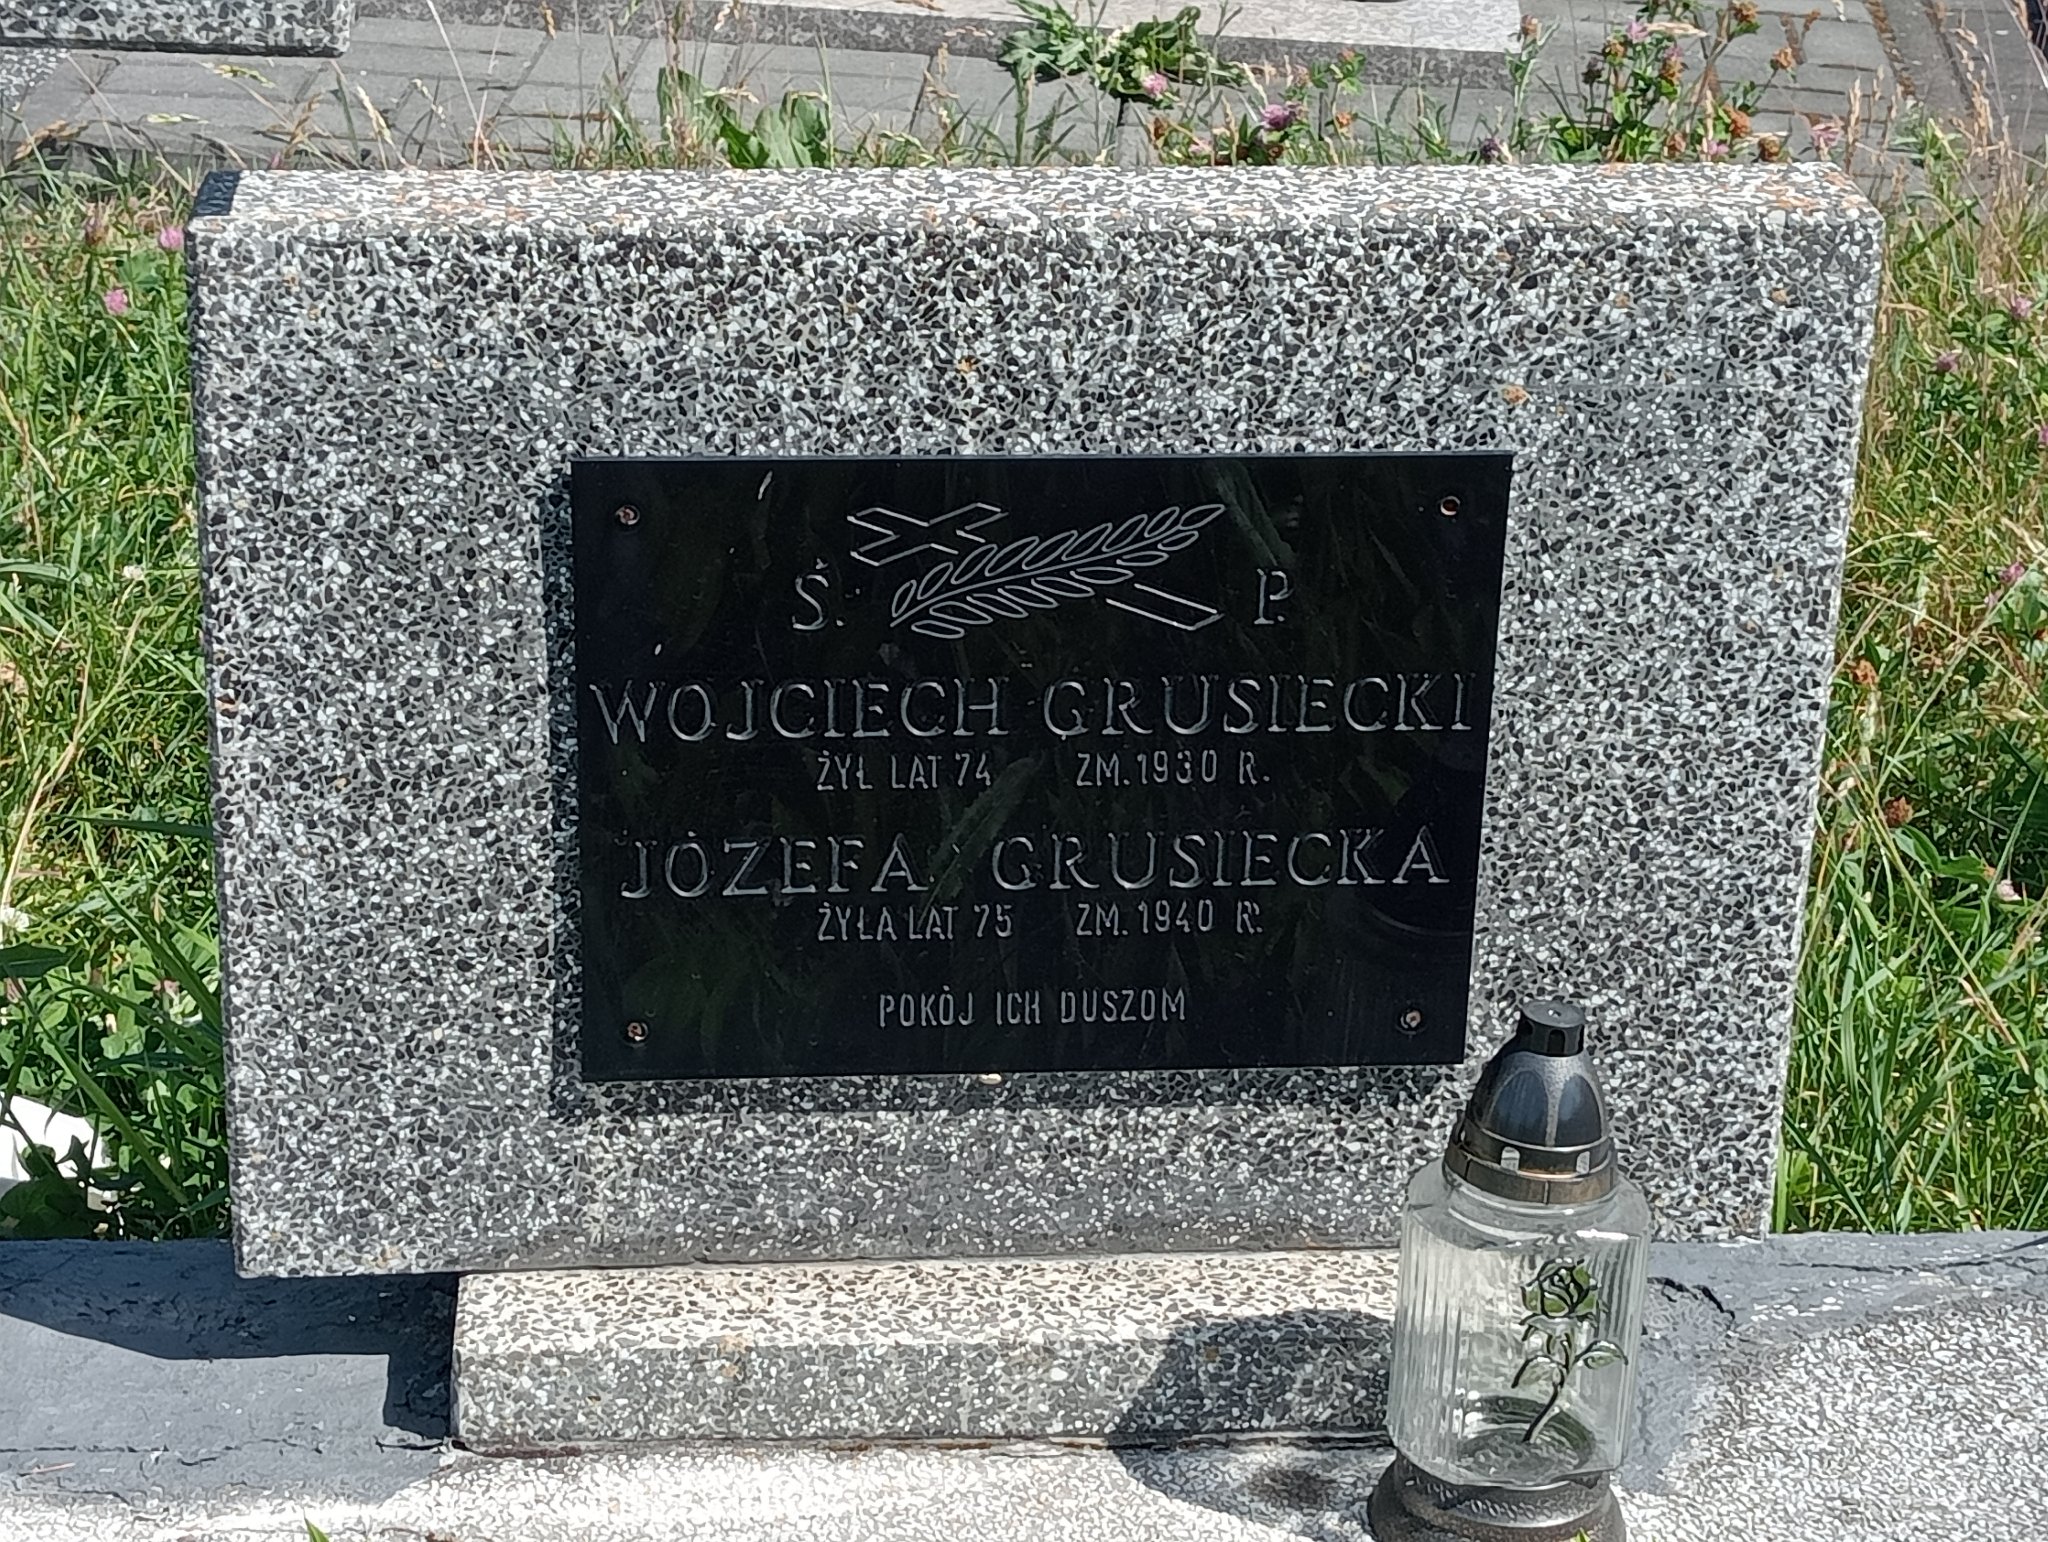 Ś. P.
WOJCIECH GRUSIECKI
ŻYŁ LAT 74 ZM. 1930 R.
JÓZEFA GRUSIECKA
ŻYŁA LAT 75 ZM. 1940 R.
POKÓJ ICH DUSZOM